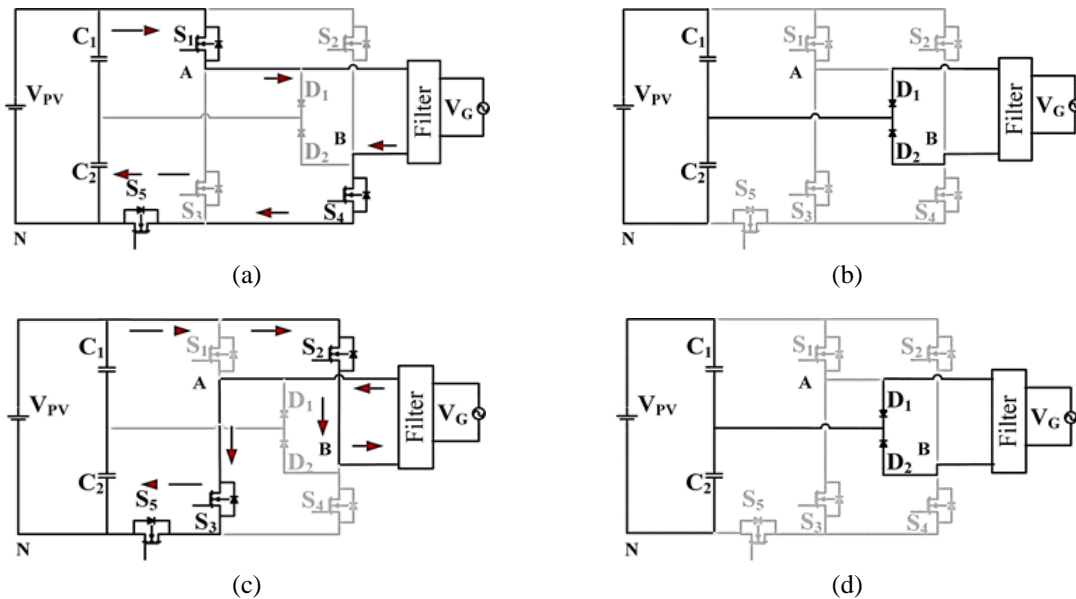 C1 S1 S2
A
VPV D1 VG
Filter
B
D2
C2
S5 S3 S4
N
(a)
C1 S1 S2
A
VPV D1 VG
Filter
B
D2
C2
S5 S3 S4
N
(b)
C1 S1 S2
A
VPV D1 VG
Filter
B
D2
C2
S5 S3 S4
N
(c)
C1 S1 S2
A
VPV D1 VG
Filter
B
D2
C2
S5 S3 S4
N
(d)